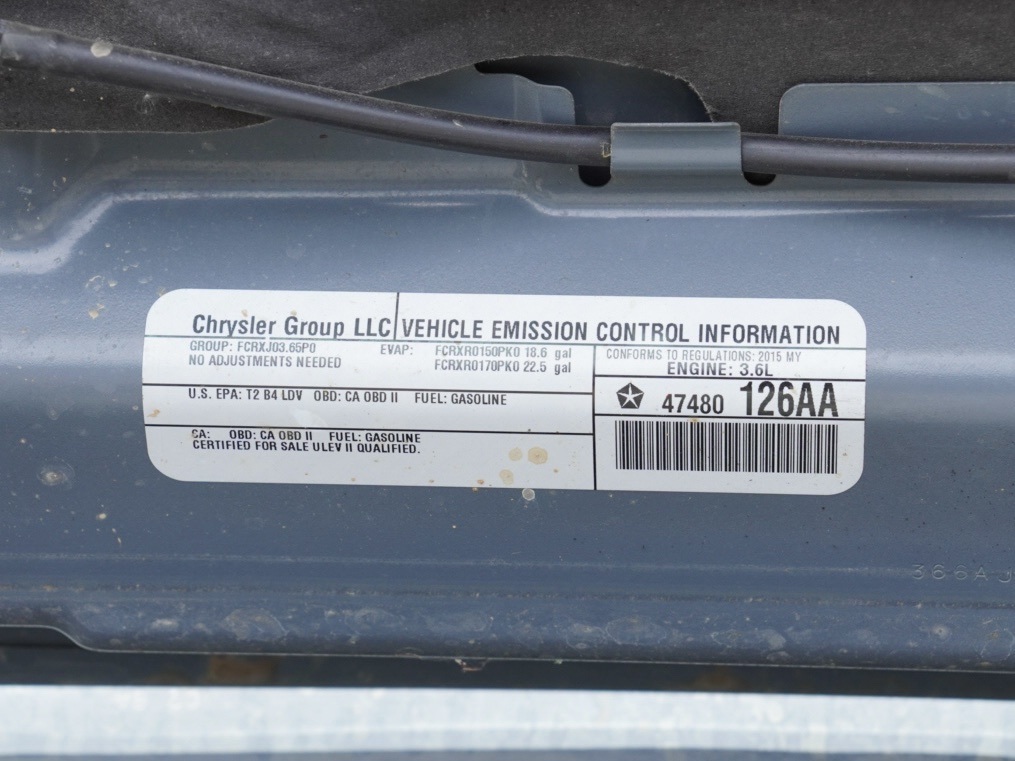 Chrysler Group LLC VEHICLE EMISSION CONTROL INFORMATION
GROUP: FCRXJ03.65P0 EVAP: FCRXR0150PK0 18.6 gal
NO ADJUSTMENTS NEEDED FCRXR0170PK0 22.5 gal
CONFORMS TO REGULATIONS: 2015 MY
ENGINE: 3.6L
U.S. EPA: T2 B4 LDV OBD: CA OBD II FUEL: GASOLINE
47480 126AA
CA: OBD: CA OBD II FUEL: GASOLINE
CERTIFIED FOR SALE ULEV II QUALIFIED.